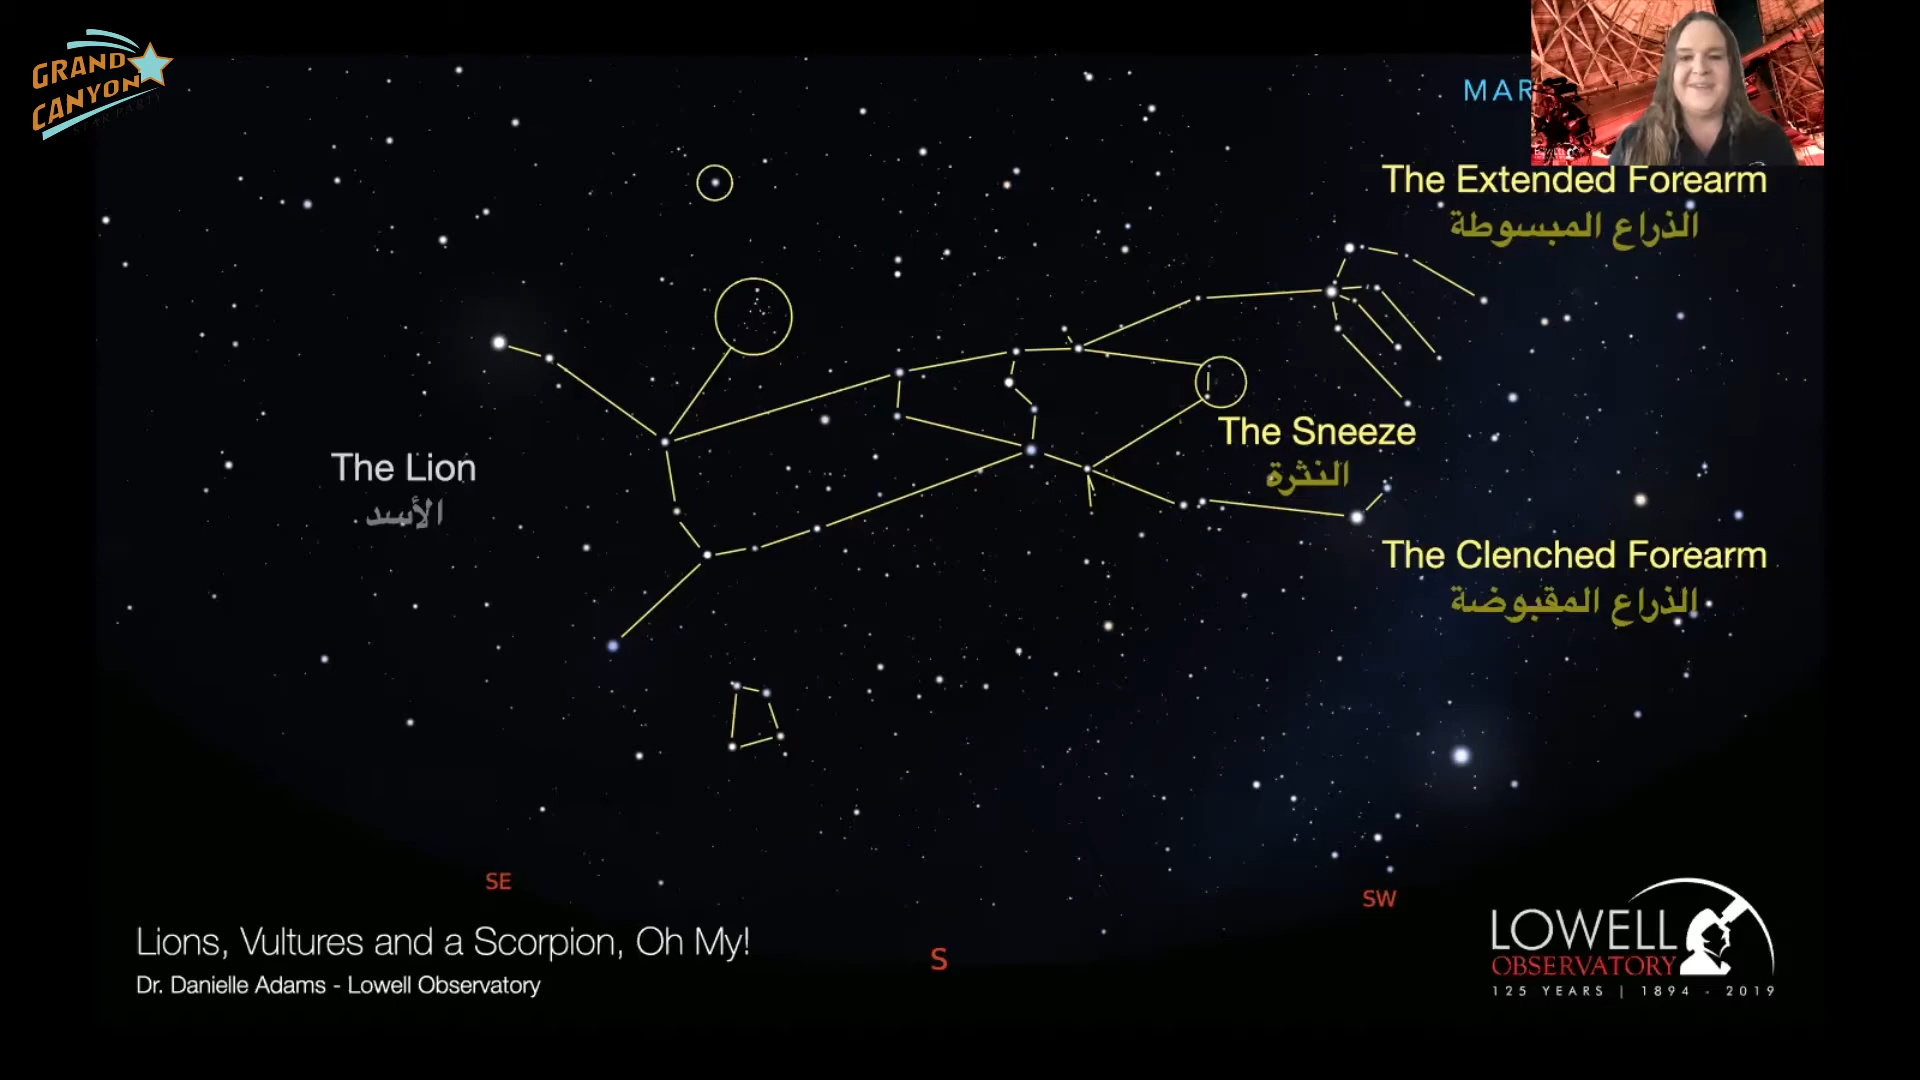 GRAND
CANYON
STAR PARTY
MAR
The Extended Forearm
الذراع المبسوطة
The Sneeze
النثرة
The Lion
الأسد
The Clenched Forearm
الذراع المقبوضة
SE
SW
S
Lions, Vultures and a Scorpion, Oh My!
Dr. Danielle Adams - Lowell Observatory
LOWELL
OBSERVATORY
125 YEARS | 1894 - 2019